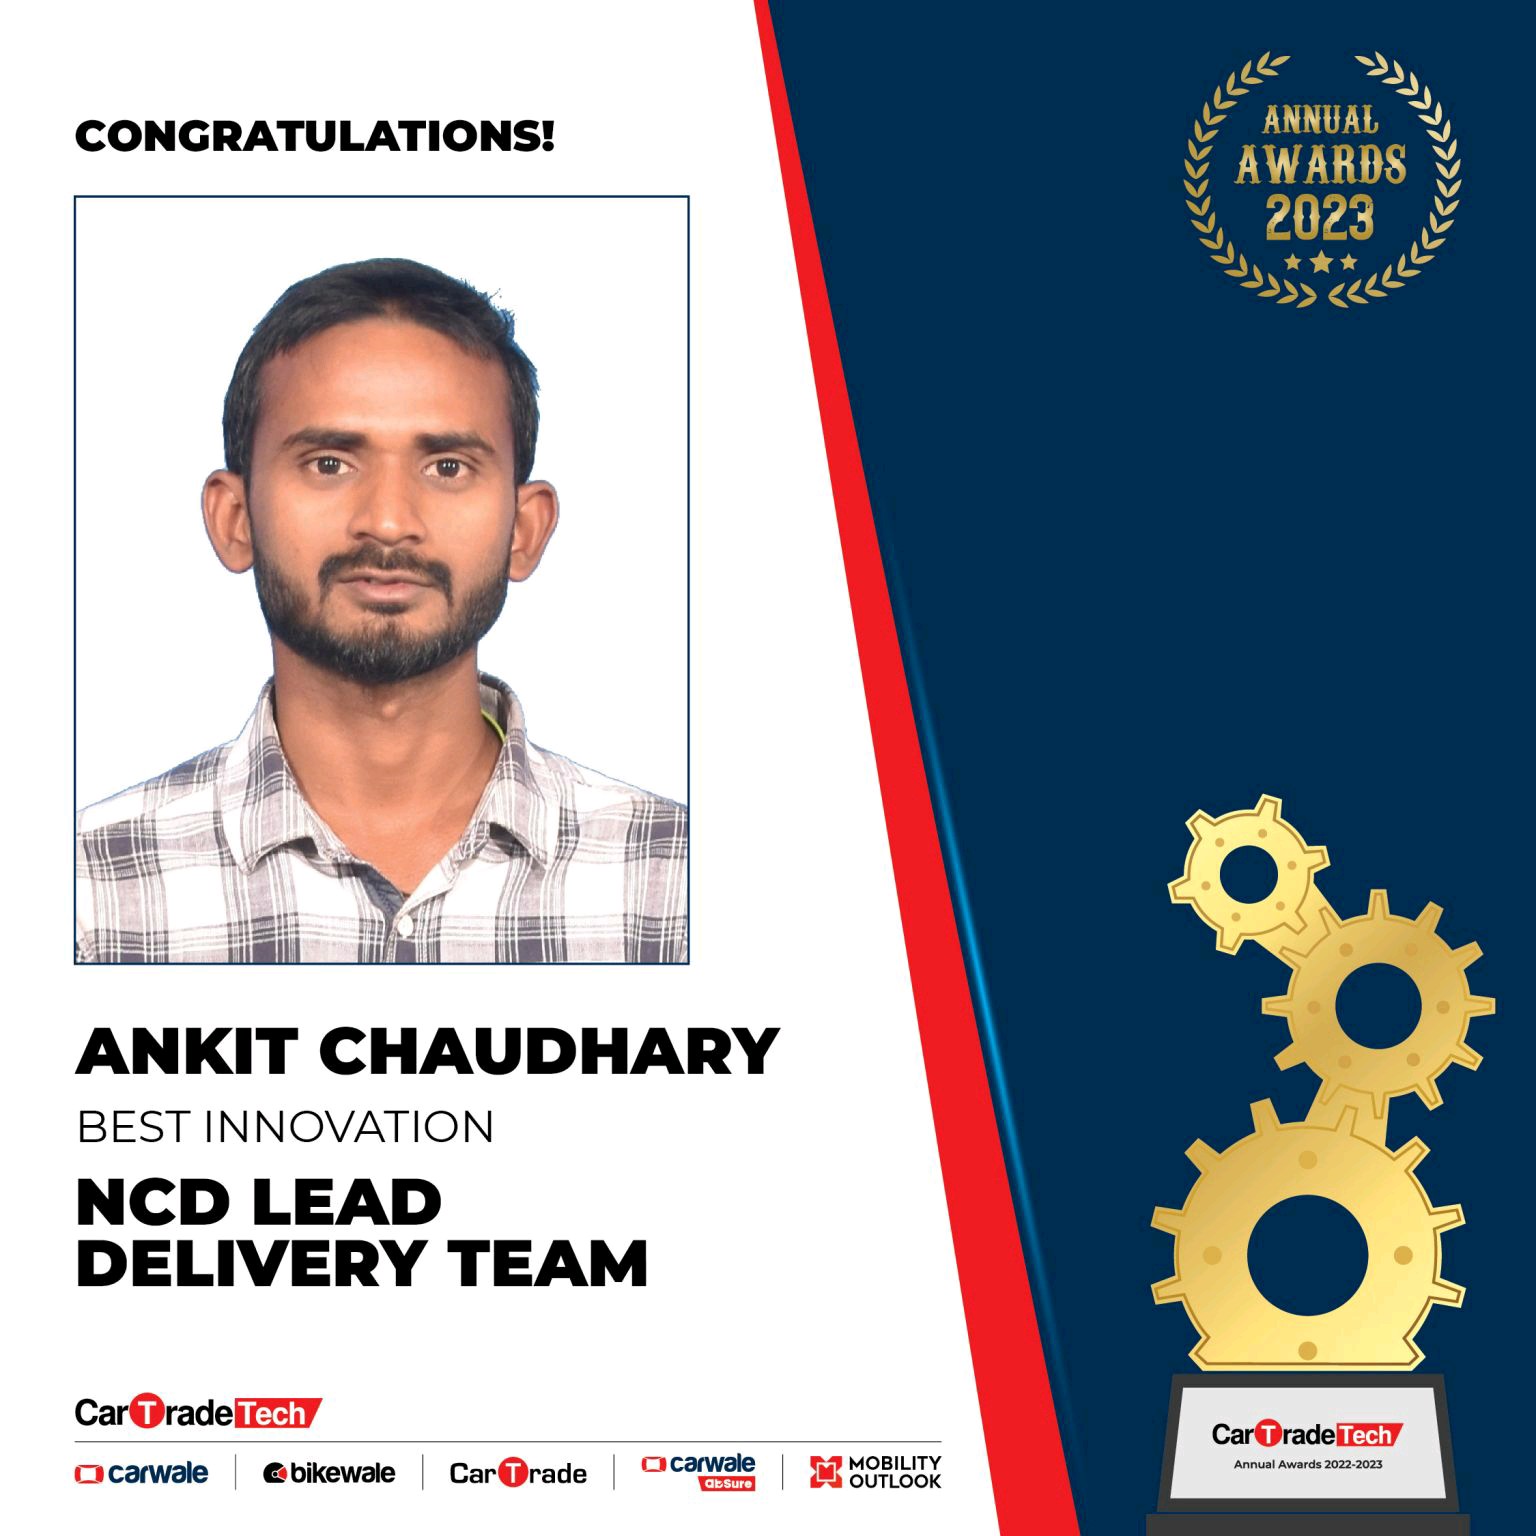 CONGRATULATIONS!
ANNUAL
AWARDS
2023
ANKIT CHAUDHARY
BEST INNOVATION
NCD LEAD
DELIVERY TEAM
CarTradeTech
carwale
bikewale
CarTrade
carwale
abSure
MOBILITY
OUTLOOK
CarTradeTech
Annual Awards 2022-2023